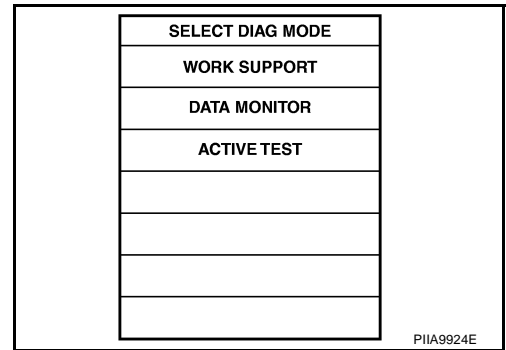 SELECT DIAG MODE
WORK SUPPORT
DATA MONITOR
ACTIVE TEST
PIIA9924E